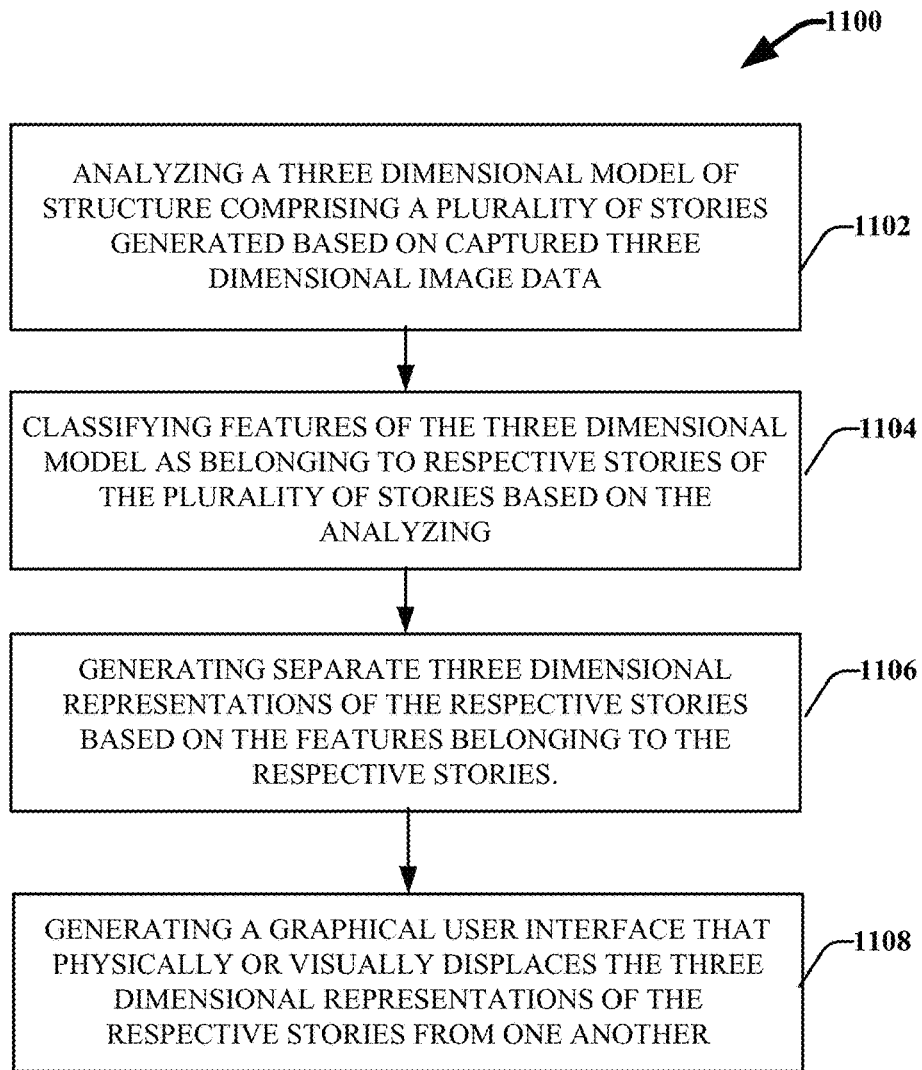 1100
ANALYZING A THREE DIMENSIONAL MODEL OF
STRUCTURE COMPRISING A PLURALITY OF STORIES
GENERATED BASED ON CAPTURED THREE
DIMENSIONAL IMAGE DATA
1102
CLASSIFYING FEATURES OF THE THREE DIMENSIONAL
MODEL AS BELONGING TO RESPECTIVE STORIES OF
THE PLURALITY OF STORIES BASED ON THE
ANALYZING
1104
GENERATING SEPARATE THREE DIMENSIONAL
REPRESENTATIONS OF THE RESPECTIVE STORIES
BASED ON THE FEATURES BELONGING TO THE
RESPECTIVE STORIES.
1106
GENERATING A GRAPHICAL USER INTERFACE THAT
PHYSICALLY OR VISUALLY DISPLACES THE THREE
DIMENSIONAL REPRESENTATIONS OF THE
RESPECTIVE STORIES FROM ONE ANOTHER
1108